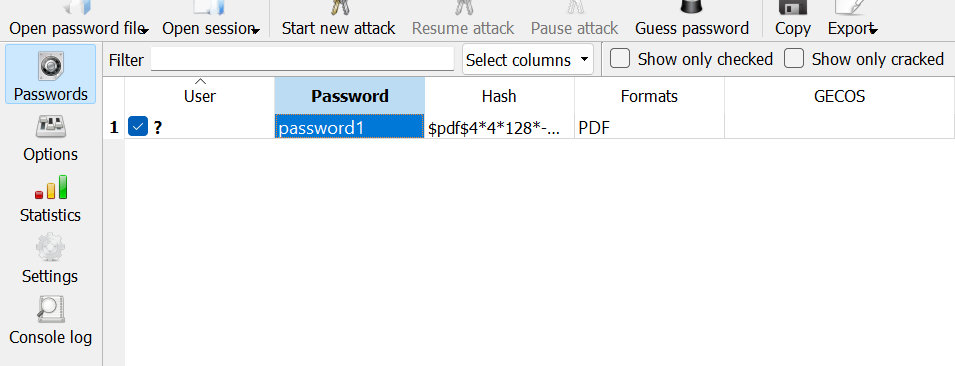 Open password file Open session Start new attack Resume attack Pause attack Guess password Copy Export
Passwords
Options
Statistics
Settings
Console log
Filter Select columns Show only checked Show only cracked
User Password Hash Formats GECOS
1 ? password1 $pdf$4*4*128*-... PDF